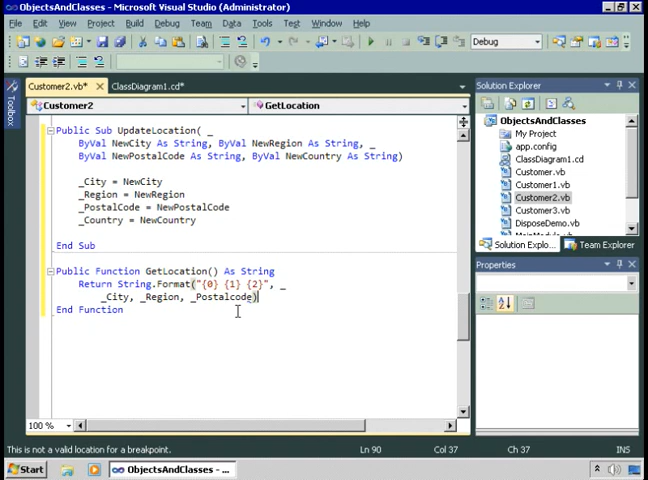 ObjectsAndClasses - Microsoft Visual Studio (Administrator)
File Edit View Project Build Debug Team Data Tools Test Window Help
Debug
Customer2.vb* ClassDiagram1.cd*
Toolbox
Customer2 GetLocation
Public Sub UpdateLocation( _
ByVal NewCity As String, ByVal NewRegion As String, _
ByVal NewPostalCode As String, ByVal NewCountry As String)
_City = NewCity
_Region = NewRegion
_PostalCode = NewPostalCode
_Country = NewCountry
End Sub
Public Function GetLocation() As String
Return String.Format("{0} {1} {2}", _
_City, _Region, _Postalcode)
End Function
100 %
Solution Explorer
ObjectsAndClasses
My Project
app.config
ClassDiagram1.cd
Customer.vb
Customer1.vb
Customer2.vb
Customer3.vb
DisposeDemo.vb
Solution Explo... Team Explorer
Properties
This is not a valid location for a breakpoint. Ln 90 Col 37 Ch 37 INS
Start ObjectsAndClasses - ...